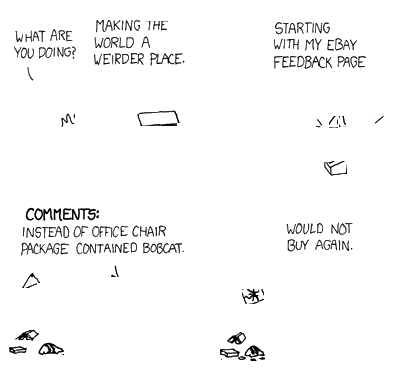 WHAT ARE
YOU DOING?
MAKING THE
WORLD A
WEIRDER PLACE.
STARTING
WITH MY EBAY
FEEDBACK PAGE
COMMENTS:
INSTEAD OF OFFICE CHAIR
PACKAGE CONTAINED BOBCAT.
WOULD NOT
BUY AGAIN.